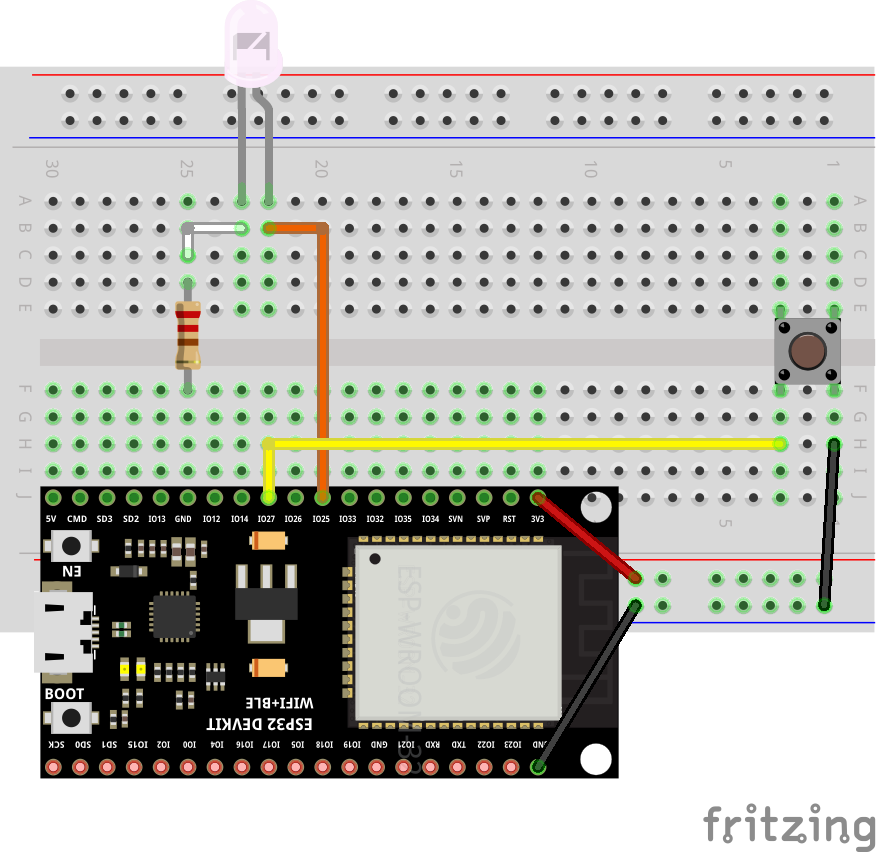 30 25 20 15 10 5 1
A A
B B
C C
D D
E E
F F
G G
H H
I I
J J
5V CMD SD3 SD2 IO13 GND IO12 IO14 IO27 IO26 IO25 IO33 IO32 IO35 IO34 SVN SVP RST 3V3
5
EN
ESP-WROOM-32
BOOT
WIFI+BLE
ESP32 DEVKIT
SCK SD0 SD1 IO15 IO2 IO0 IO4 IO16 IO17 IO5 IO18 IO19 GND IO21 RXD TXD IO22 IO23 GND
fritzing